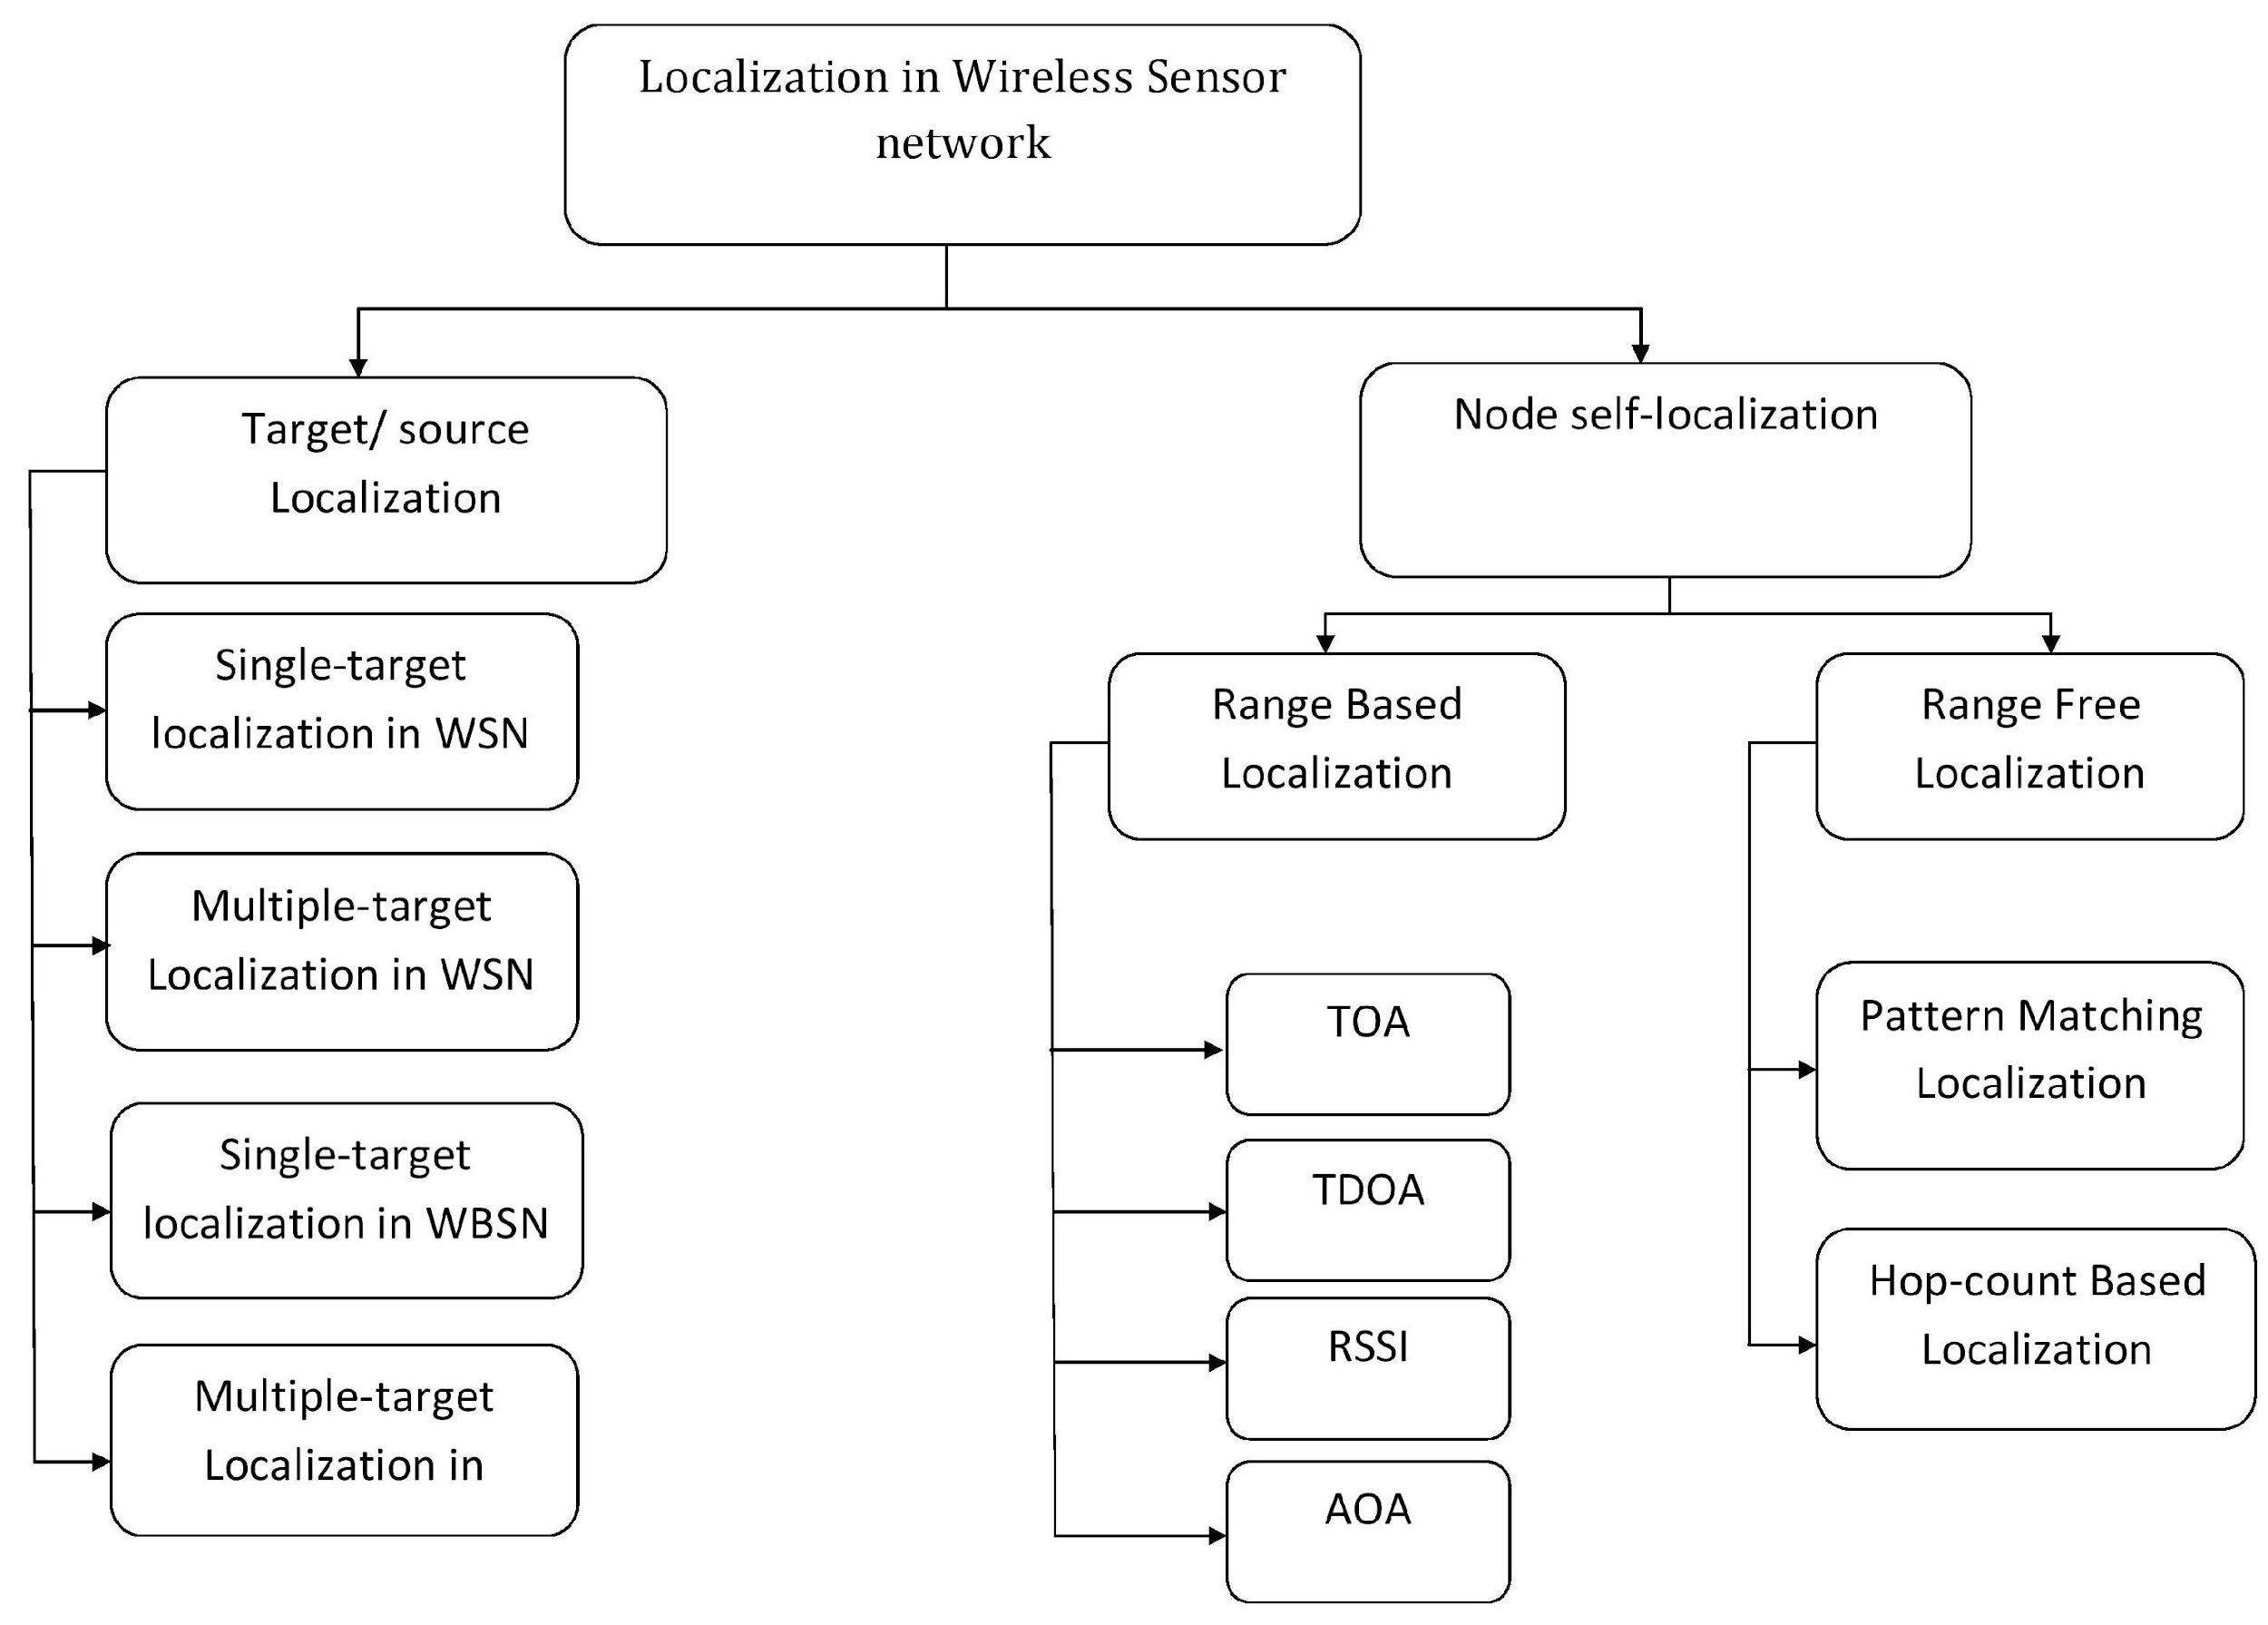 Localization in Wireless Sensor
network
Target/ source
Localization
Node self-localization
Single-target
localization in WSN
Multiple-target
Localization in WSN
Single-target
localization in WBSN
Multiple-target
Localization in
Range Based
Localization
TOA
TDOA
RSSI
AOA
Range Free
Localization
Pattern Matching
Localization
Hop-count Based
Localization